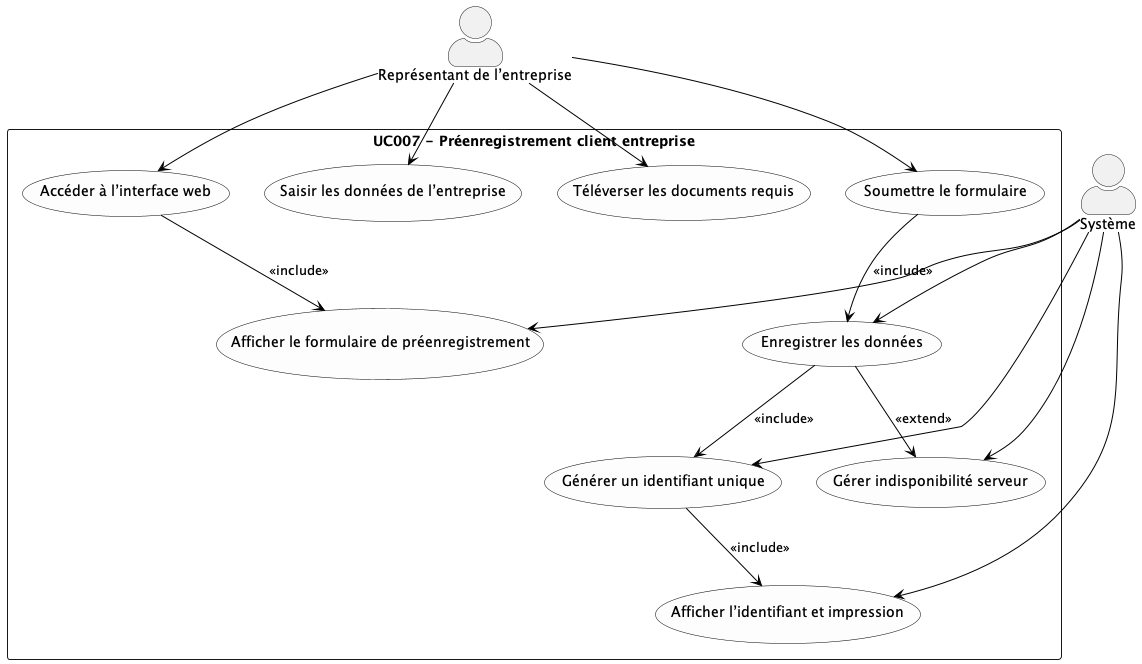 Représentant de l'entreprise
UC007 – Préenregistrement client entreprise
Accéder à l'interface web
Saisir les données de l'entreprise
Téléverser les documents requis
Soumettre le formulaire
Système
«include»
«include»
Afficher le formulaire de préenregistrement
Enregistrer les données
«include»
«extend»
Générer un identifiant unique
Gérer indisponibilité serveur
«include»
Afficher l'identifiant et impression